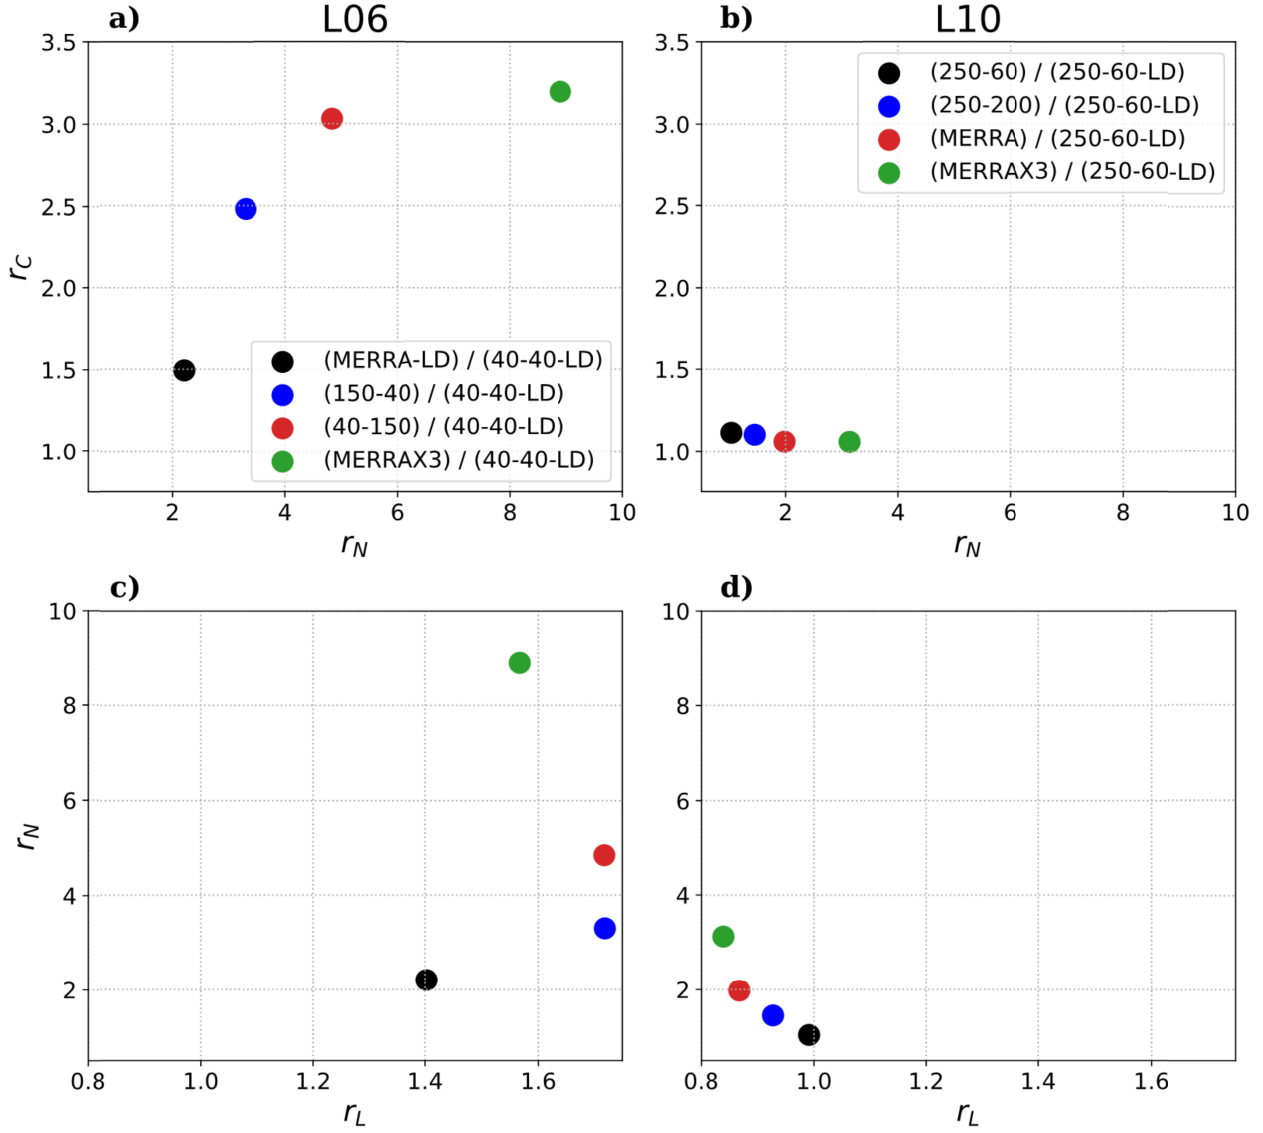 a)
L06
3.5
3.0
2.5
2.0
1.5
1.0
r_C
2
4
6
8
10
r_N
(MERRA-LD) / (40-40-LD)
(150-40) / (40-40-LD)
(40-150) / (40-40-LD)
(MERRAX3) / (40-40-LD)
b)
L10
3.5
3.0
2.5
2.0
1.5
1.0
2
4
6
8
10
r_N
(250-60) / (250-60-LD)
(250-200) / (250-60-LD)
(MERRA) / (250-60-LD)
(MERRAX3) / (250-60-LD)
c)
10
8
6
4
2
r_N
0.8
1.0
1.2
1.4
1.6
r_L
d)
10
8
6
4
2
0.8
1.0
1.2
1.4
1.6
r_L